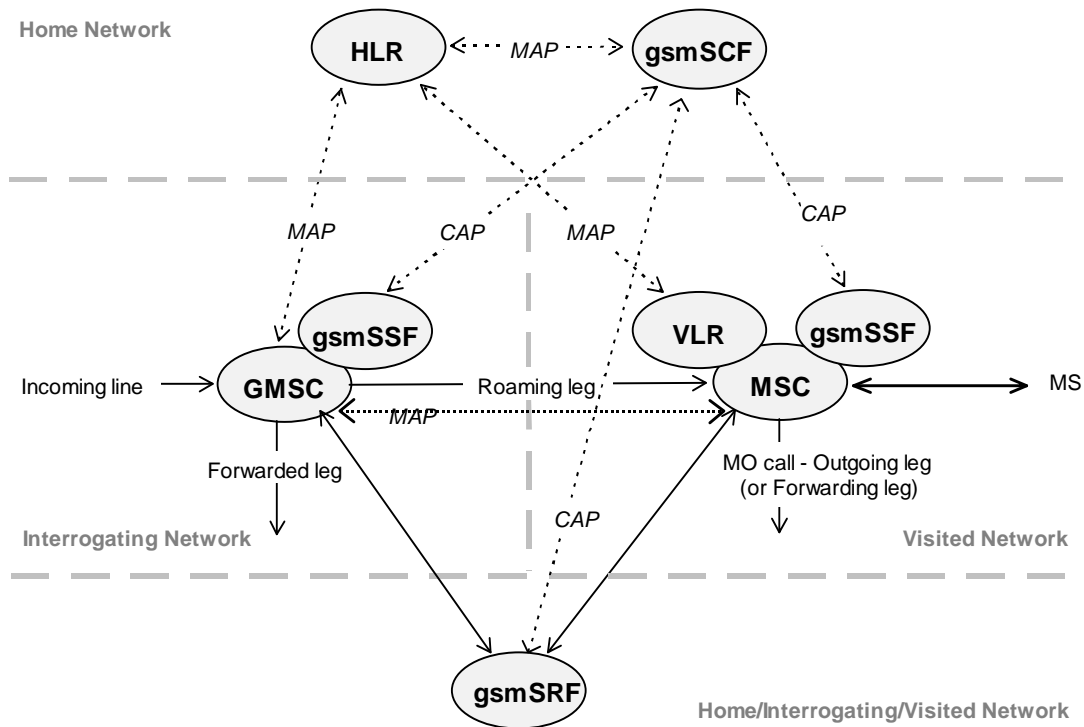 Home Network
HLR
MAP
gsmSCF
MAP
CAP
MAP
CAP
gsmSSF
VLR
gsmSSF
Incoming line
GMSC
Roaming leg
MSC
MS
MAP
Forwarded leg
MO call - Outgoing leg
(or Forwarding leg)
CAP
Interrogating Network
Visited Network
gsmSRF
Home/Interrogating/Visited Network